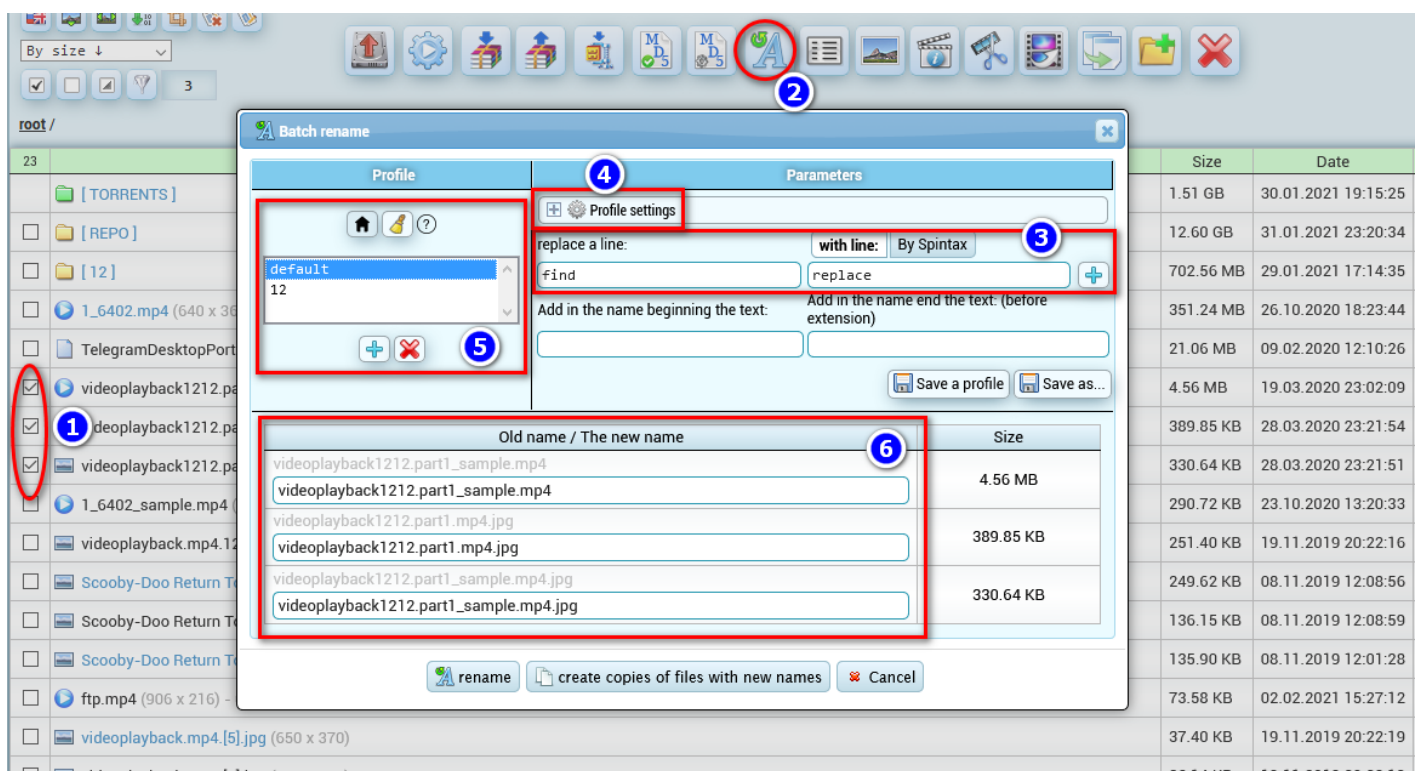 By size ↓
3
2
root /
Batch rename
23
Size
Date
Profile
4
Parameters
[ TORRENTS ]
1.51 GB
30.01.2021 19:15:25
Profile settings
[ REPO ]
12.60 GB
31.01.2021 23:20:34
?
3
replace a line:
with line:
By Spintax
[ 12 ]
default
find
replace
702.56 MB
29.01.2021 17:14:35
12
1_6402.mp4 (640 x 36
Add in the name beginning the text:
Add in the name end the text: (before
extension)
351.24 MB
26.10.2020 18:23:44
TelegramDesktopPort
5
21.06 MB
09.02.2020 12:10:26
videoplayback1212.pa
Save a profile
Save as...
4.56 MB
19.03.2020 23:02:09
1
deoplayback1212.pa
Old name / The new name
6
Size
389.85 KB
28.03.2020 23:21:54
videoplayback1212.pa
videoplayback1212.part1_sample.mp4
videoplayback1212.part1_sample.mp4
4.56 MB
330.64 KB
28.03.2020 23:21:51
1_6402_sample.mp4 (
290.72 KB
23.10.2020 13:20:33
videoplayback1212.part1.mp4.jpg
videoplayback1212.part1.mp4.jpg
389.85 KB
videoplayback.mp4.12
251.40 KB
19.11.2019 20:22:16
videoplayback1212.part1_sample.mp4.jpg
videoplayback1212.part1_sample.mp4.jpg
330.64 KB
Scooby-Doo Return To
249.62 KB
08.11.2019 12:08:56
Scooby-Doo Return To
136.15 KB
08.11.2019 12:08:59
Scooby-Doo Return To
135.90 KB
08.11.2019 12:01:28
rename
create copies of files with new names
Cancel
ftp.mp4 (906 x 216) -
73.58 KB
02.02.2021 15:27:12
videoplayback.mp4.[5].jpg (650 x 370)
37.40 KB
19.11.2019 20:22:19